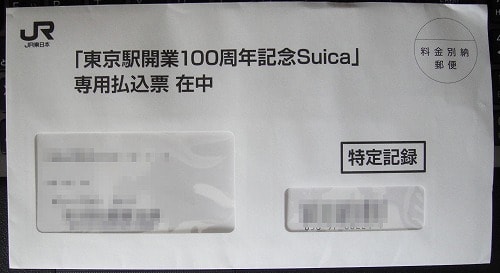 JR
JR東日本
「東京駅開業100周年記念Suica」
専用払込票 在中
料金別納
郵便
特定記録